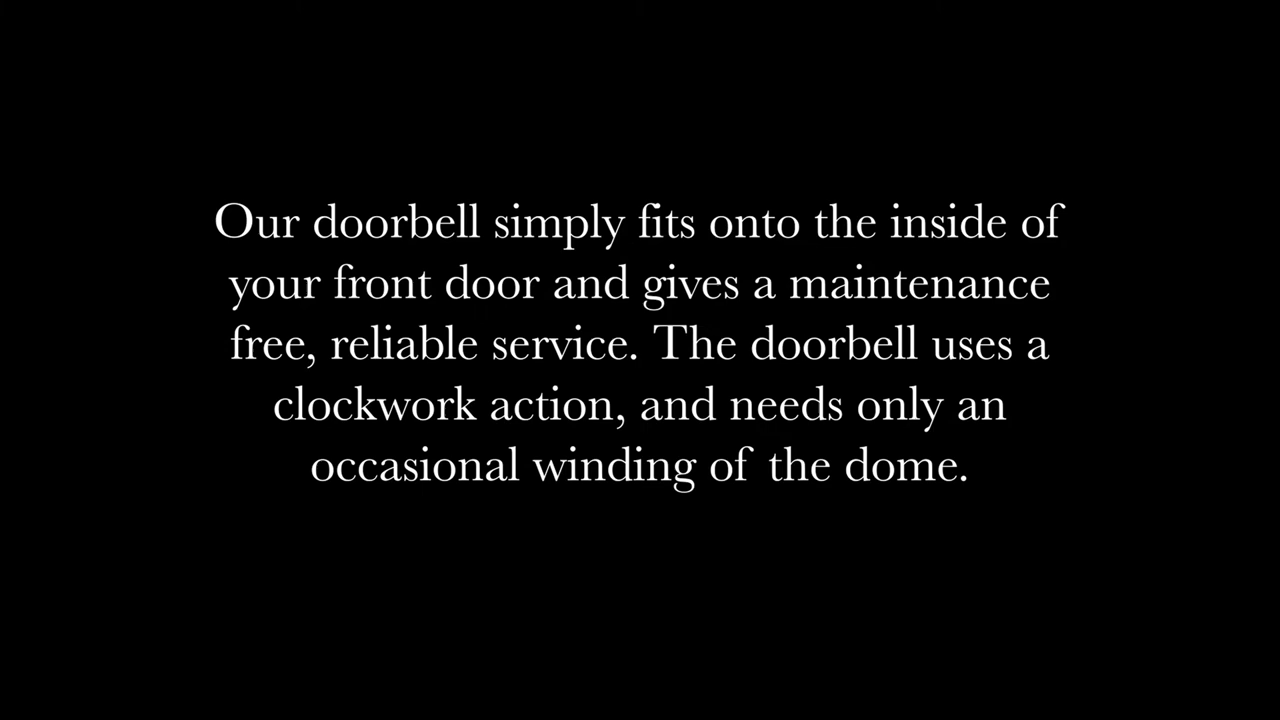 Our doorbell simply fits onto the inside of
your front door and gives a maintenance
free, reliable service. The doorbell uses a
clockwork action, and needs only an
occasional winding of the dome.